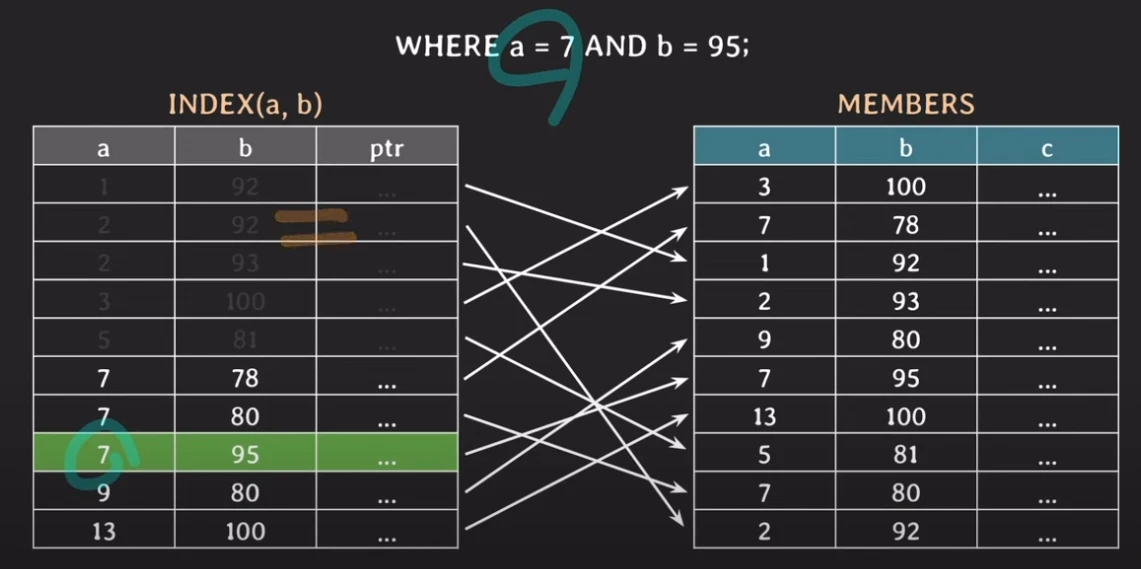 WHERE a = 7 AND b = 95;
INDEX(a, b)
a b ptr
1 92 ...
2 92 ...
2 93 ...
3 100 ...
5 81 ...
7 78 ...
7 80 ...
7 95 ...
9 80 ...
13 100 ...
MEMBERS
a b c
3 100 ...
7 78 ...
1 92 ...
2 93 ...
9 80 ...
7 95 ...
13 100 ...
5 81 ...
7 80 ...
2 92 ...